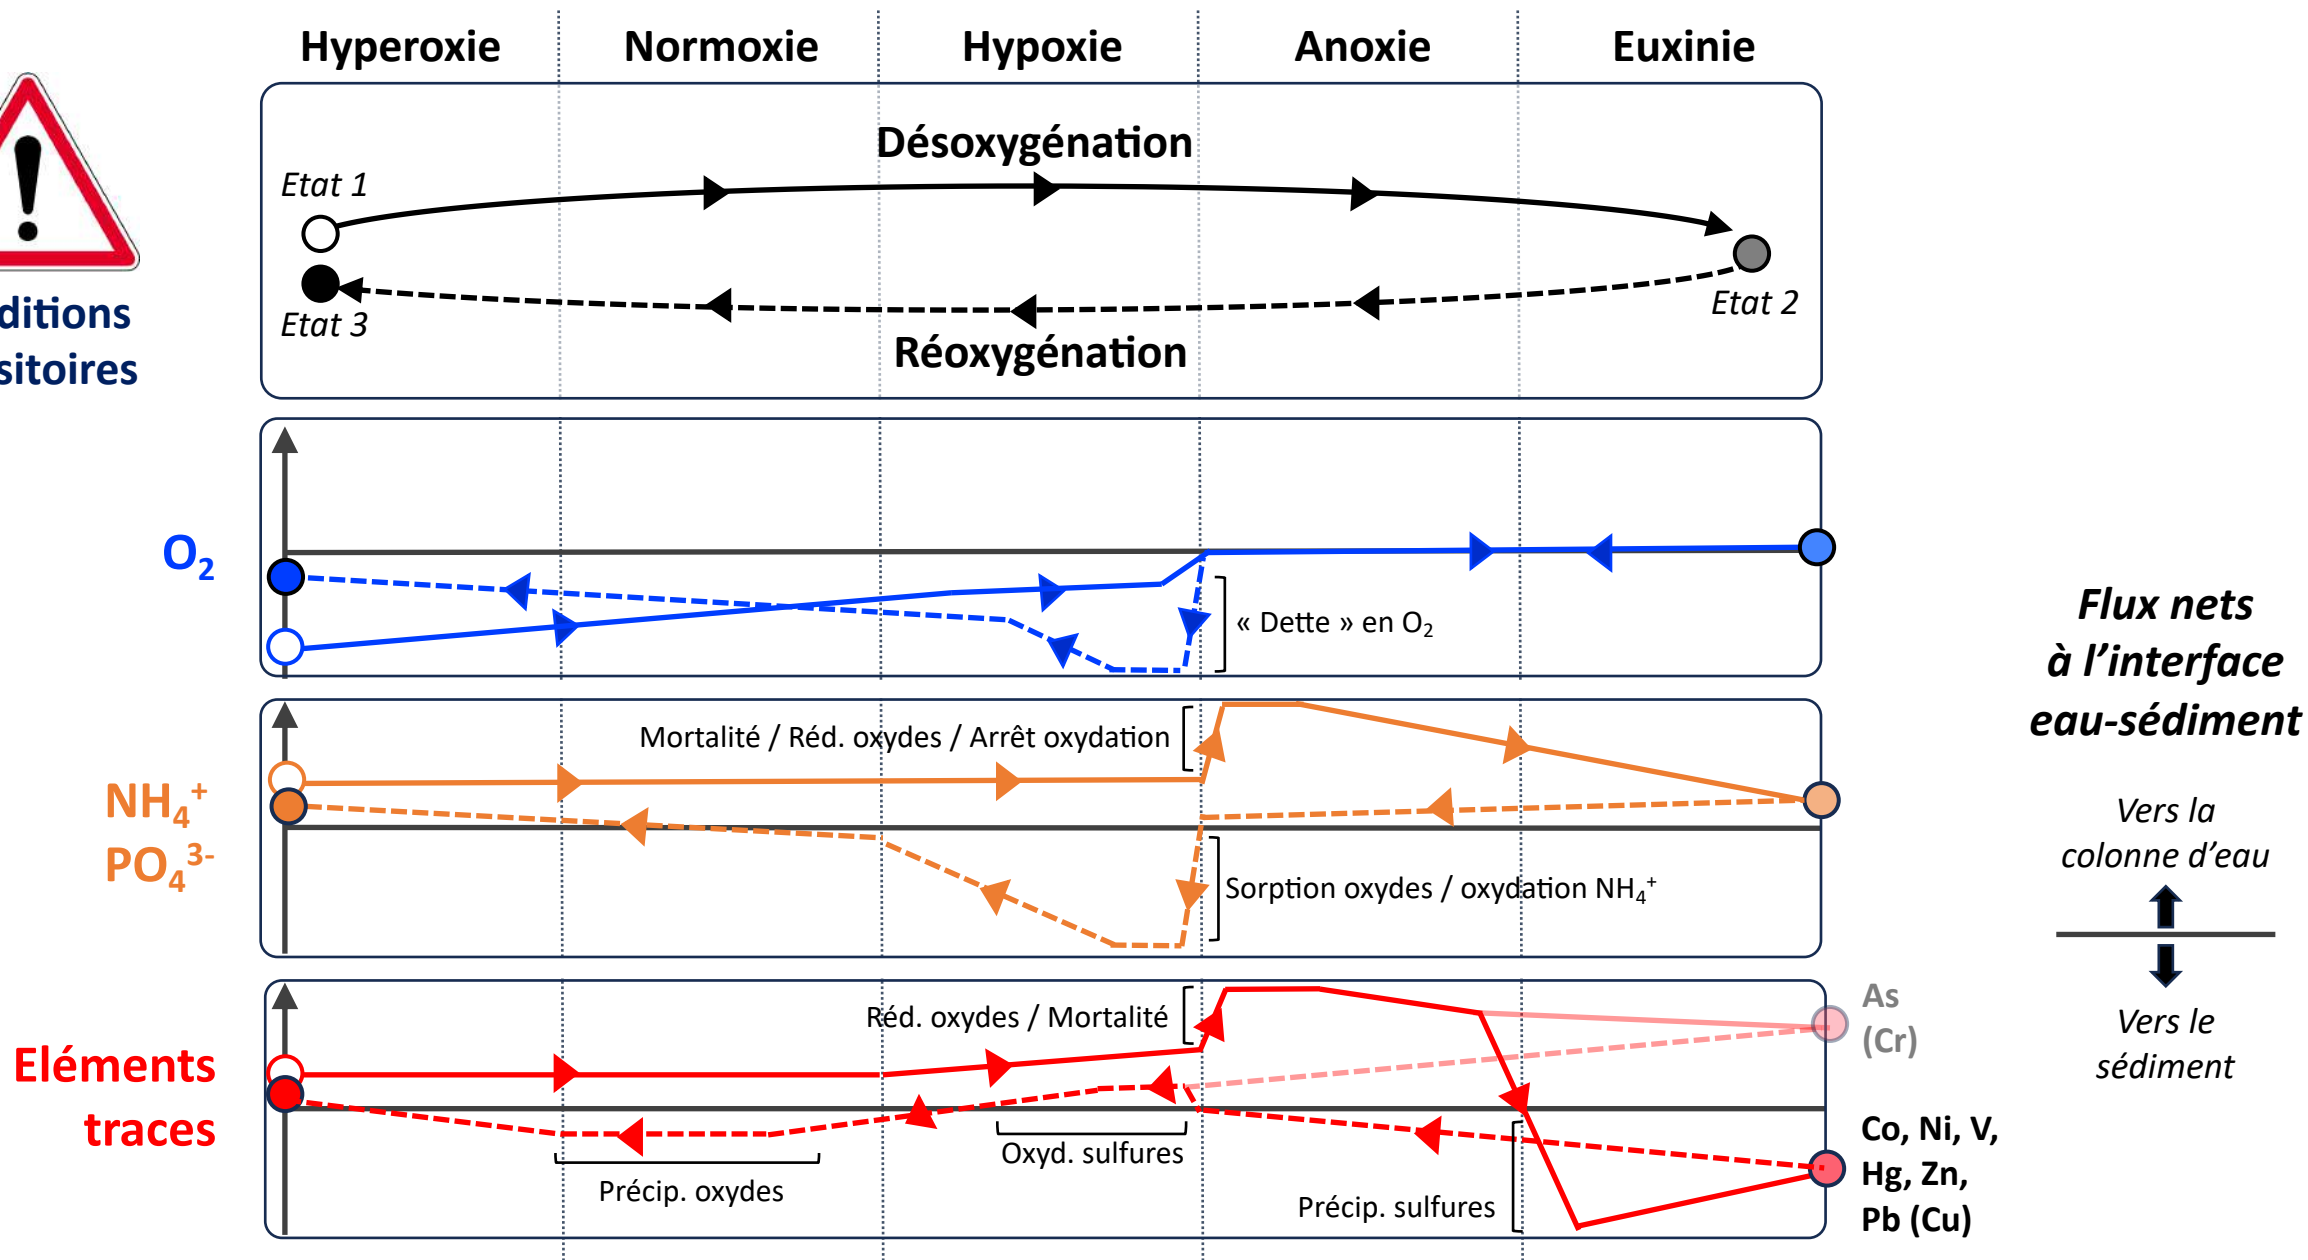 Hyperoxie Normoxie Hypoxie Anoxie Euxinie
Désoxygénation
Etat 1
Etat 2
Etat 3
Réoxygénation
ditions
sitoires
O₂
« Dette » en O₂
Mortalité / Réd. oxydes / Arrêt oxydation
NH₄⁺
PO₄³⁻
Sorption oxydes / oxydation NH₄⁺
Réd. oxydes / Mortalité
Eléments
traces
Oxyd. sulfures
Précip. oxydes
Précip. sulfures
As
(Cr)
Co, Ni, V,
Hg, Zn,
Pb (Cu)
Flux nets
à l’interface
eau-sédiment
Vers la
colonne d’eau
Vers le
sédiment